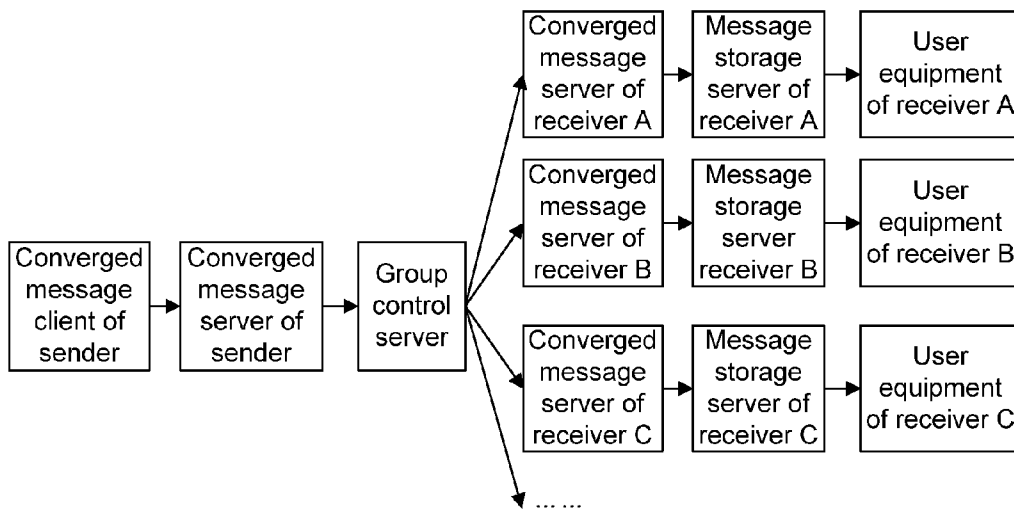 Converged
message
client of
sender
Converged
message
server of
sender
Group
control
server
Converged
message
server of
receiver A
Message
storage
server of
receiver A
User
equipment
of receiver A
Converged
message
server of
receiver B
Message
storage
server
receiver B
User
equipment
of receiver B
Converged
message
server of
receiver C
Message
storage
server of
receiver C
User
equipment
of receiver C
... ...